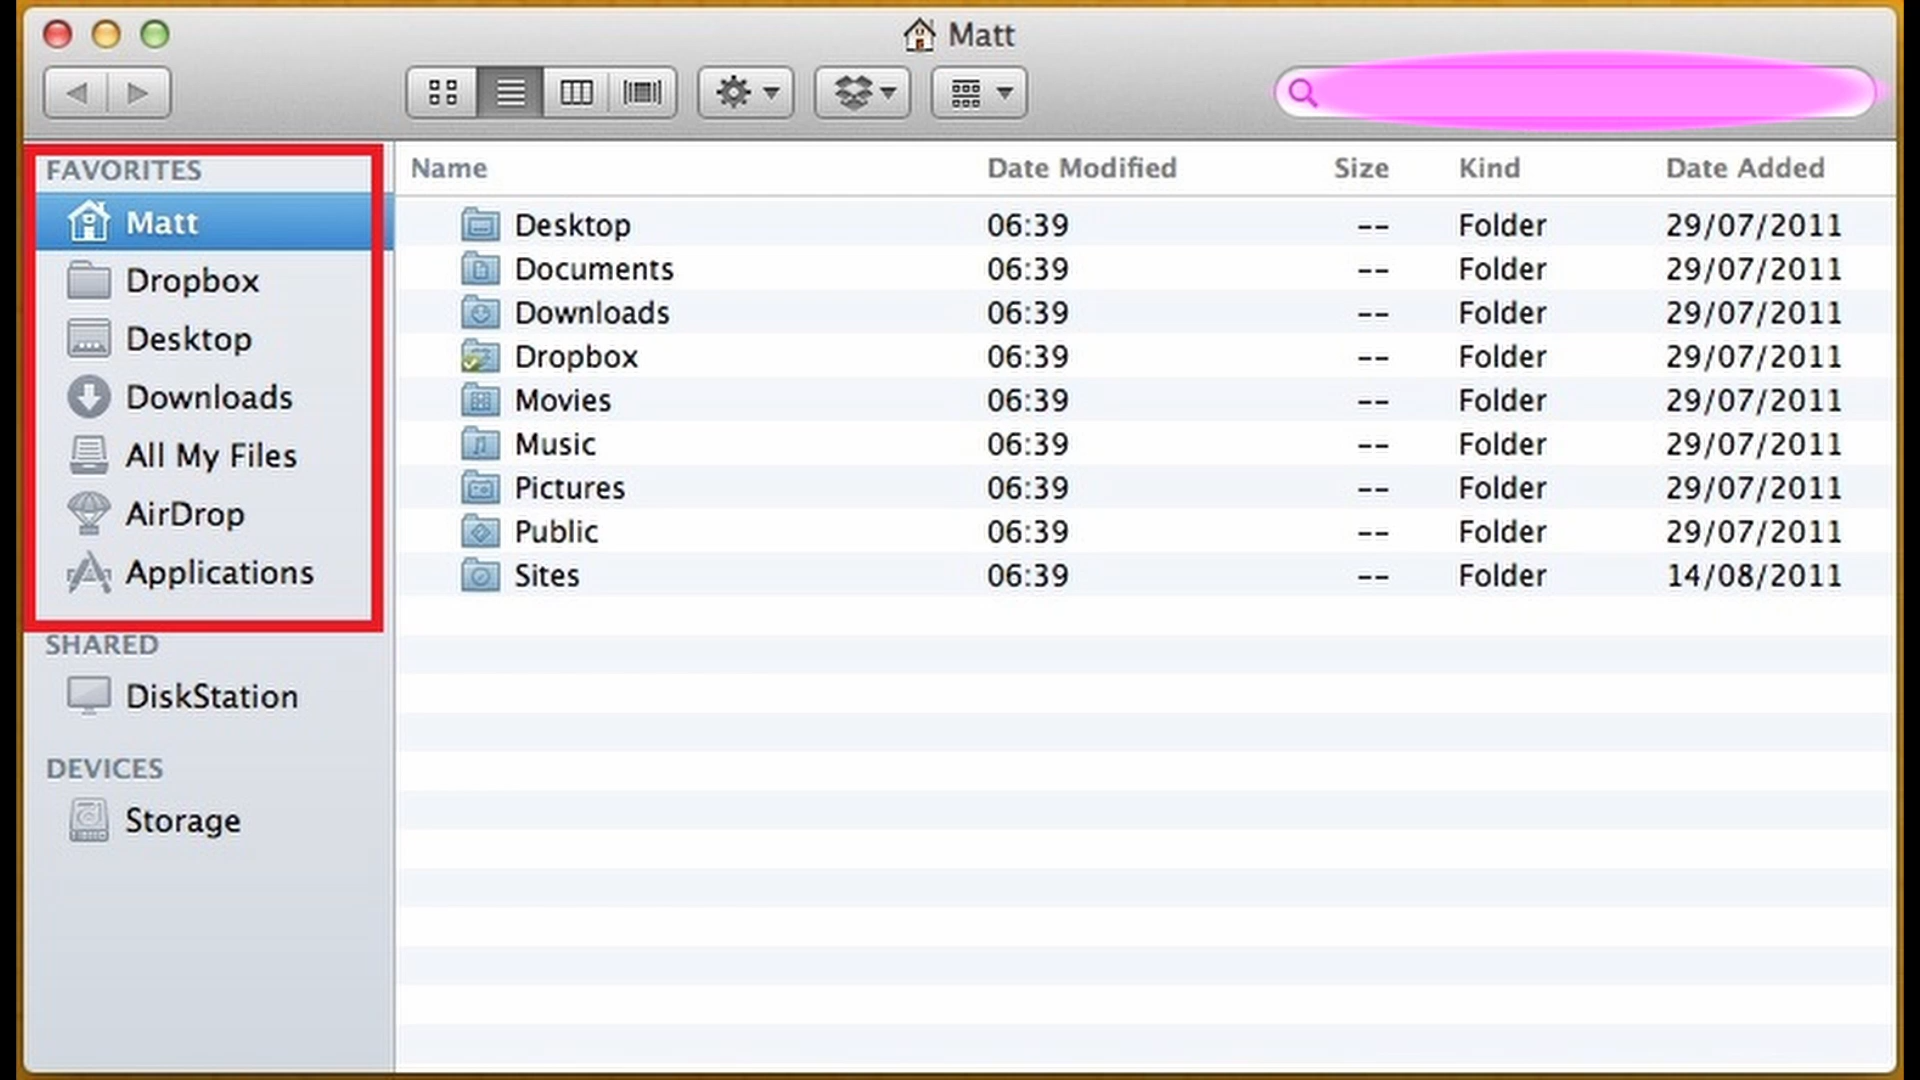 Matt
FAVORITES
Matt
Dropbox
Desktop
Downloads
All My Files
AirDrop
Applications
SHARED
DiskStation
DEVICES
Storage
Name Date Modified Size Kind Date Added
Desktop 06:39 -- Folder 29/07/2011
Documents 06:39 -- Folder 29/07/2011
Downloads 06:39 -- Folder 29/07/2011
Dropbox 06:39 -- Folder 29/07/2011
Movies 06:39 -- Folder 29/07/2011
Music 06:39 -- Folder 29/07/2011
Pictures 06:39 -- Folder 29/07/2011
Public 06:39 -- Folder 29/07/2011
Sites 06:39 -- Folder 14/08/2011